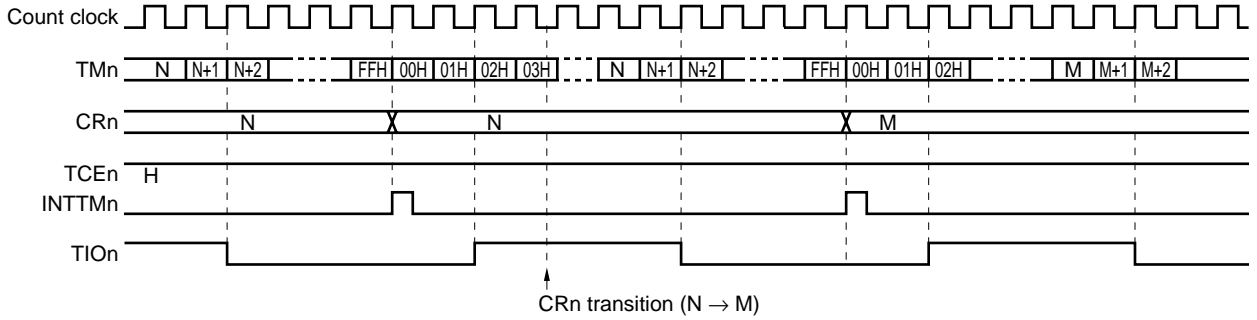 Count clock
TMn N N+1 N+2 FFH 00H 01H 02H 03H N N+1 N+2 FFH 00H 01H 02H M M+1 M+2
CRn N N M
TCEn
H
INTTMn
TIOn
CRn transition (N → M)